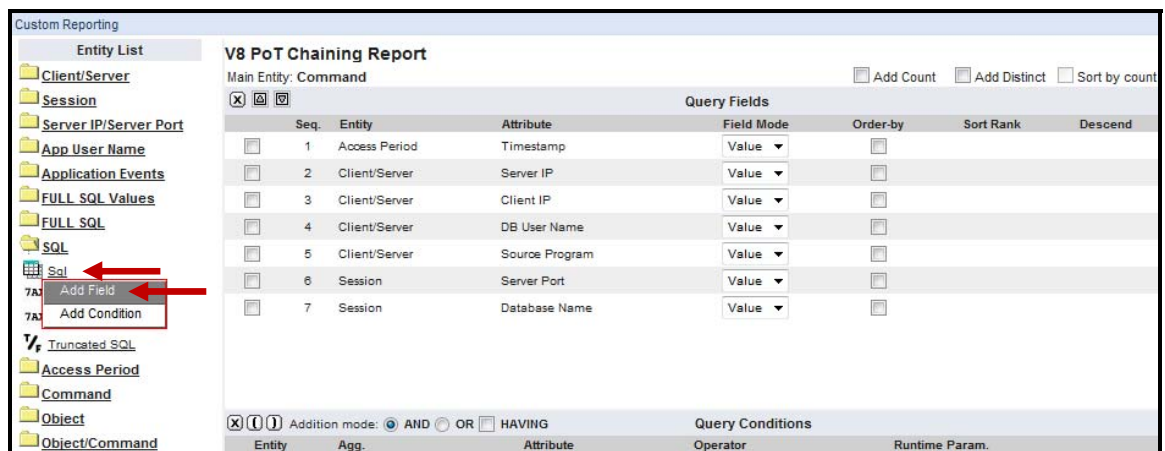 Custom Reporting
Entity List
Client/Server
Session
Server IP/Server Port
App User Name
Application Events
FULL SQL Values
FULL SQL
SQL
Sql
Add Field
Add Condition
Truncated SQL
Access Period
Command
Object
Object/Command
V8 PoT Chaining Report
Main Entity: Command Add Count Add Distinct Sort by count
Query Fields
Seq. Entity Attribute Field Mode Order-by Sort Rank Descend
1 Access Period Timestamp Value
2 Client/Server Server IP Value
3 Client/Server Client IP Value
4 Client/Server DB User Name Value
5 Client/Server Source Program Value
6 Session Server Port Value
7 Session Database Name Value
Addition mode: AND OR HAVING Query Conditions
Entity Agg. Attribute Operator Runtime Param.